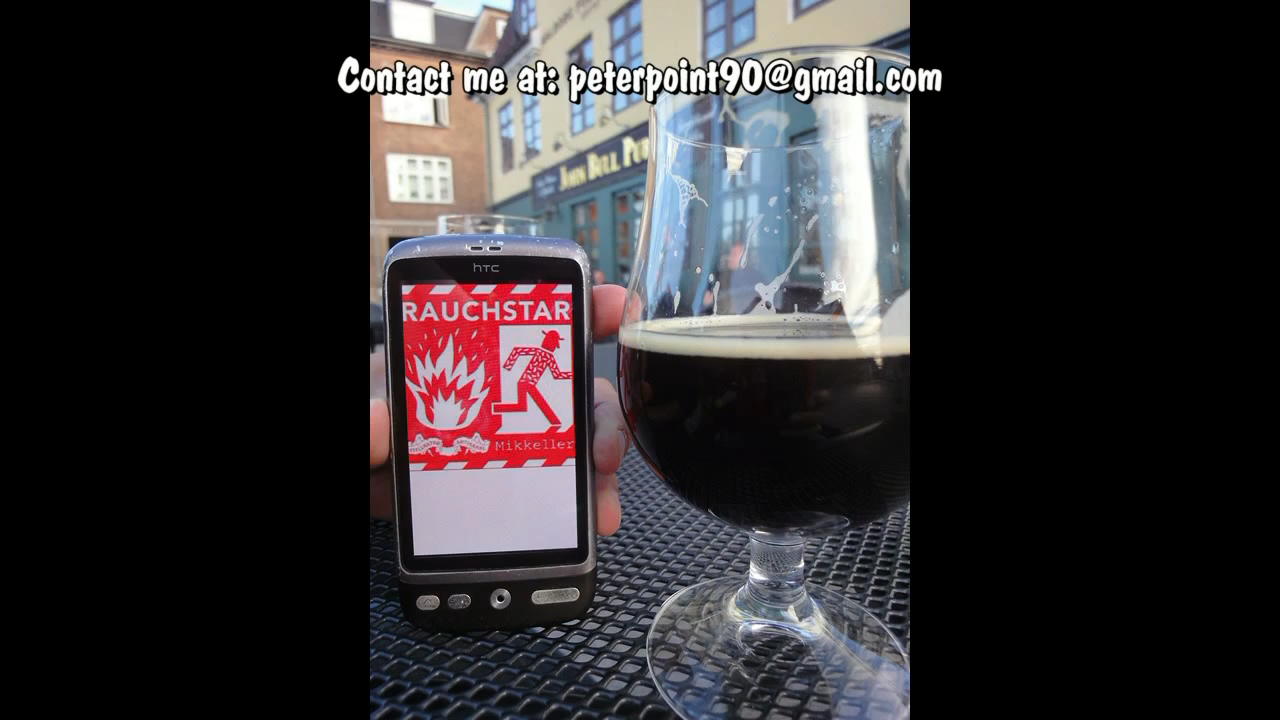 Contact me at: peterpoint90@gmail.com
JOHN BULL PUB
hTC
RAUCHSTAR
Mikkeller